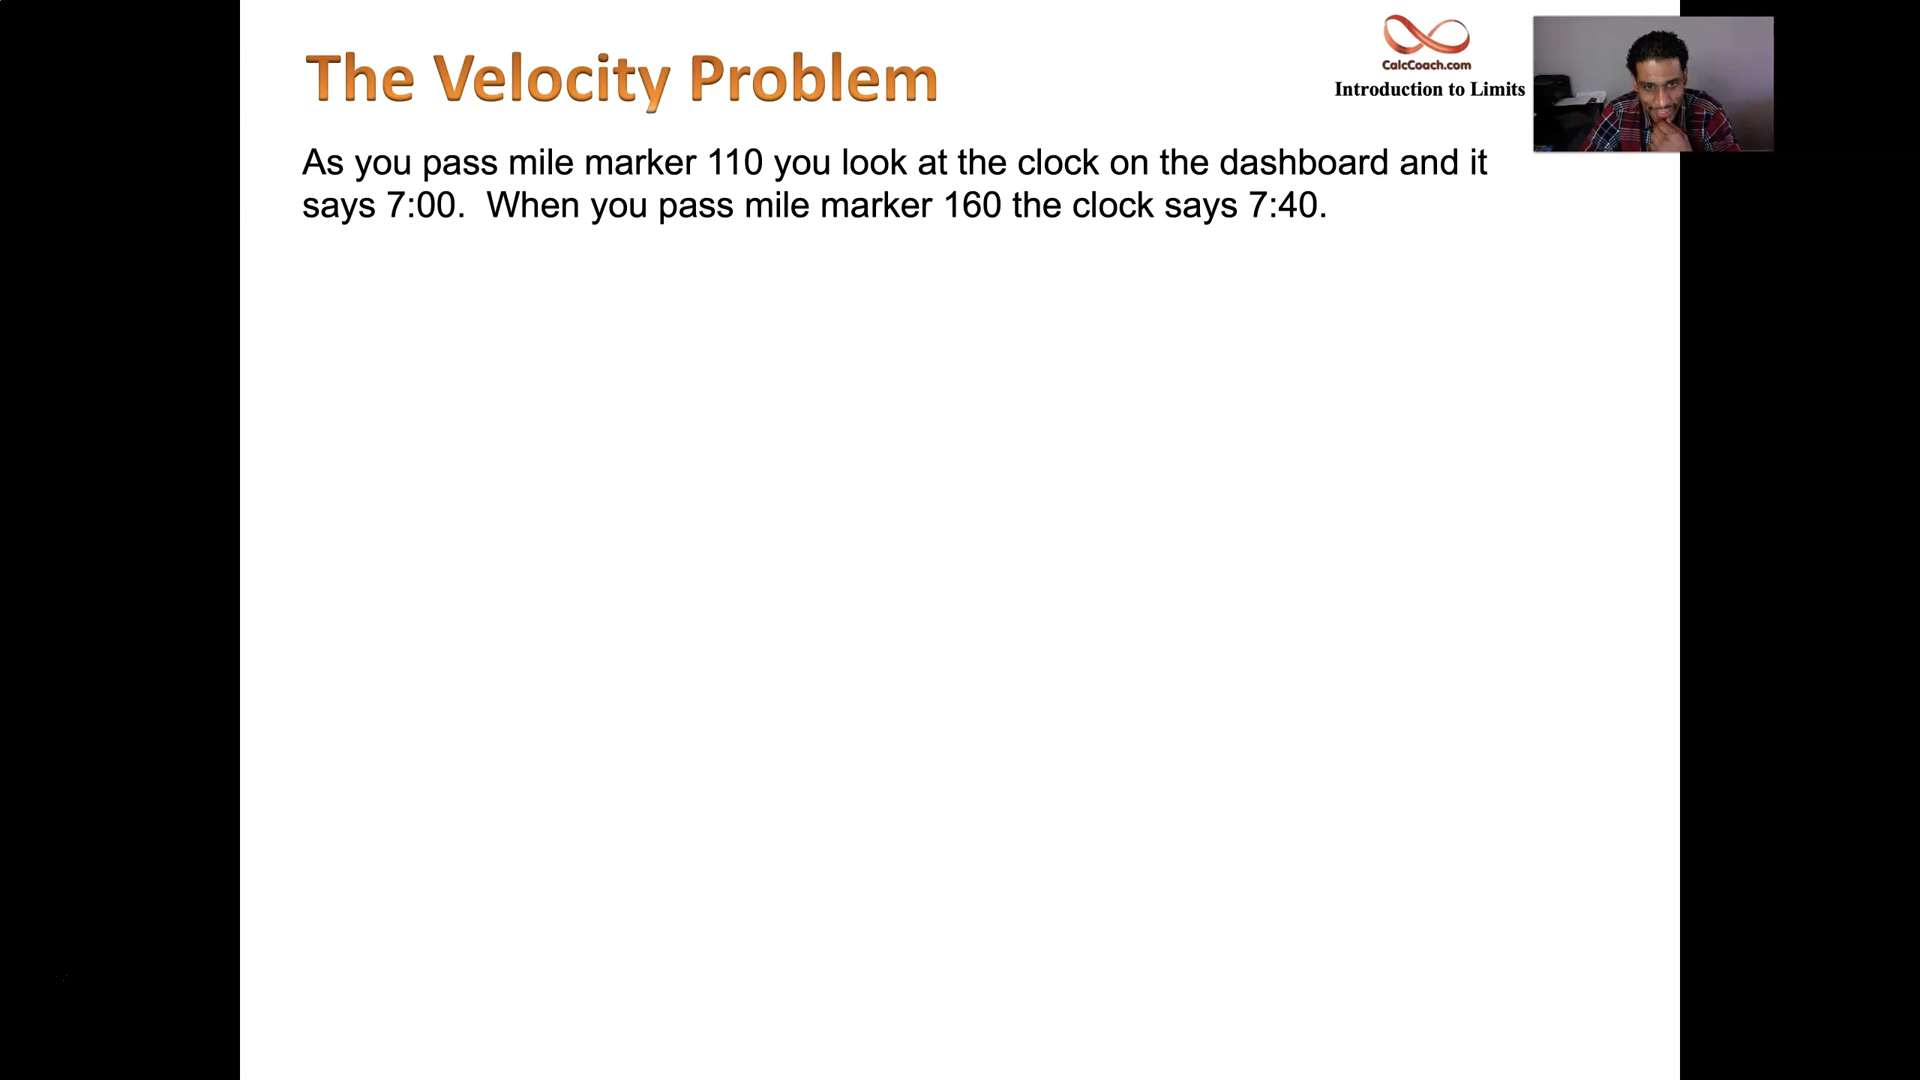 The Velocity Problem
CalcCoach.com
Introduction to Limits
As you pass mile marker 110 you look at the clock on the dashboard and it
says 7:00.  When you pass mile marker 160 the clock says 7:40.